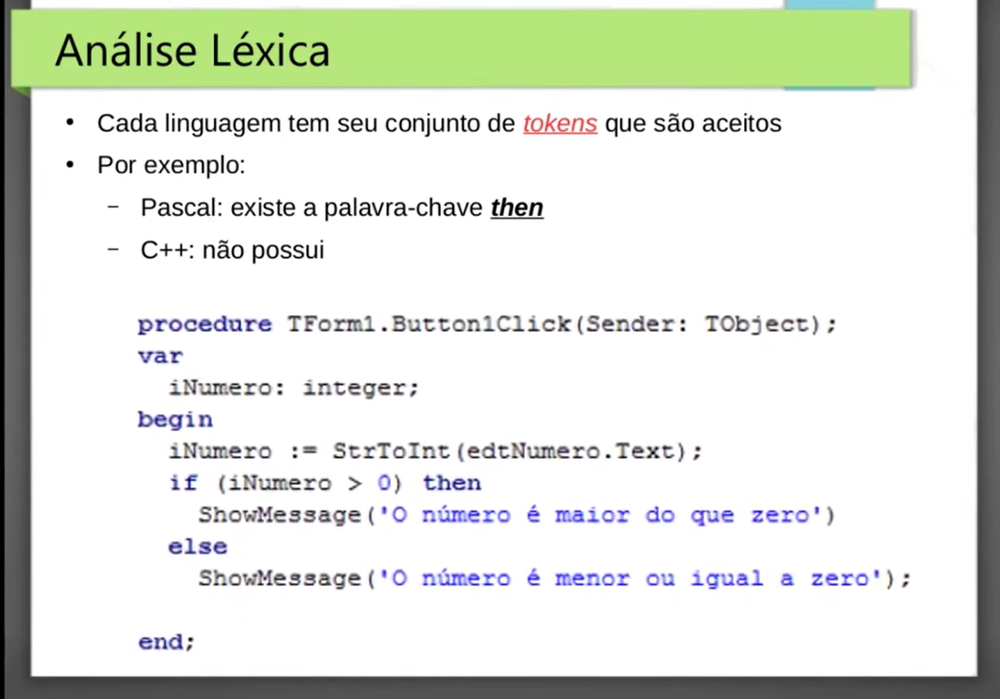 Análise Léxica
• Cada linguagem tem seu conjunto de tokens que são aceitos
• Por exemplo:
– Pascal: existe a palavra-chave then
– C++: não possui
procedure TForm1.Button1Click(Sender: TObject);
var
iNumero: integer;
begin
iNumero := StrToInt(edtNumero.Text);
if (iNumero > 0) then
ShowMessage('O número é maior do que zero')
else
ShowMessage('O número é menor ou igual a zero');
end;